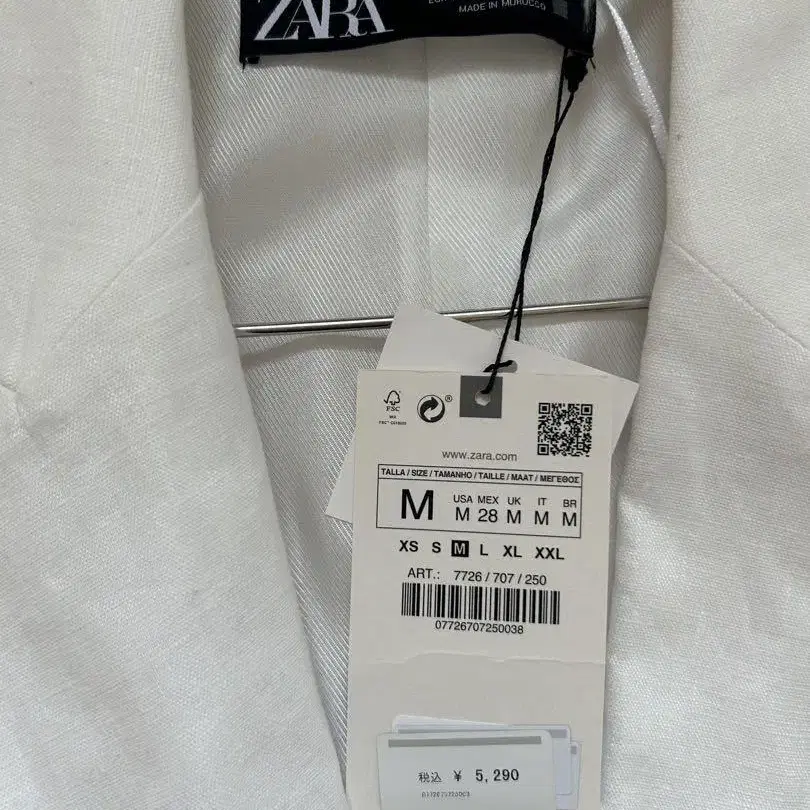 ZARA
MADE IN MOROCCO
FSC
www.zara.com
TALLA / SIZE / TAMANHO / TAILLE / MAAT / ΜΕΓΕΘΟΣ
M
USA MEX UK IT BR
M 28 M M M
XS S M L XL XXL
ART.: 7726 / 707 / 250
07726707250038
税込 ¥ 5,290